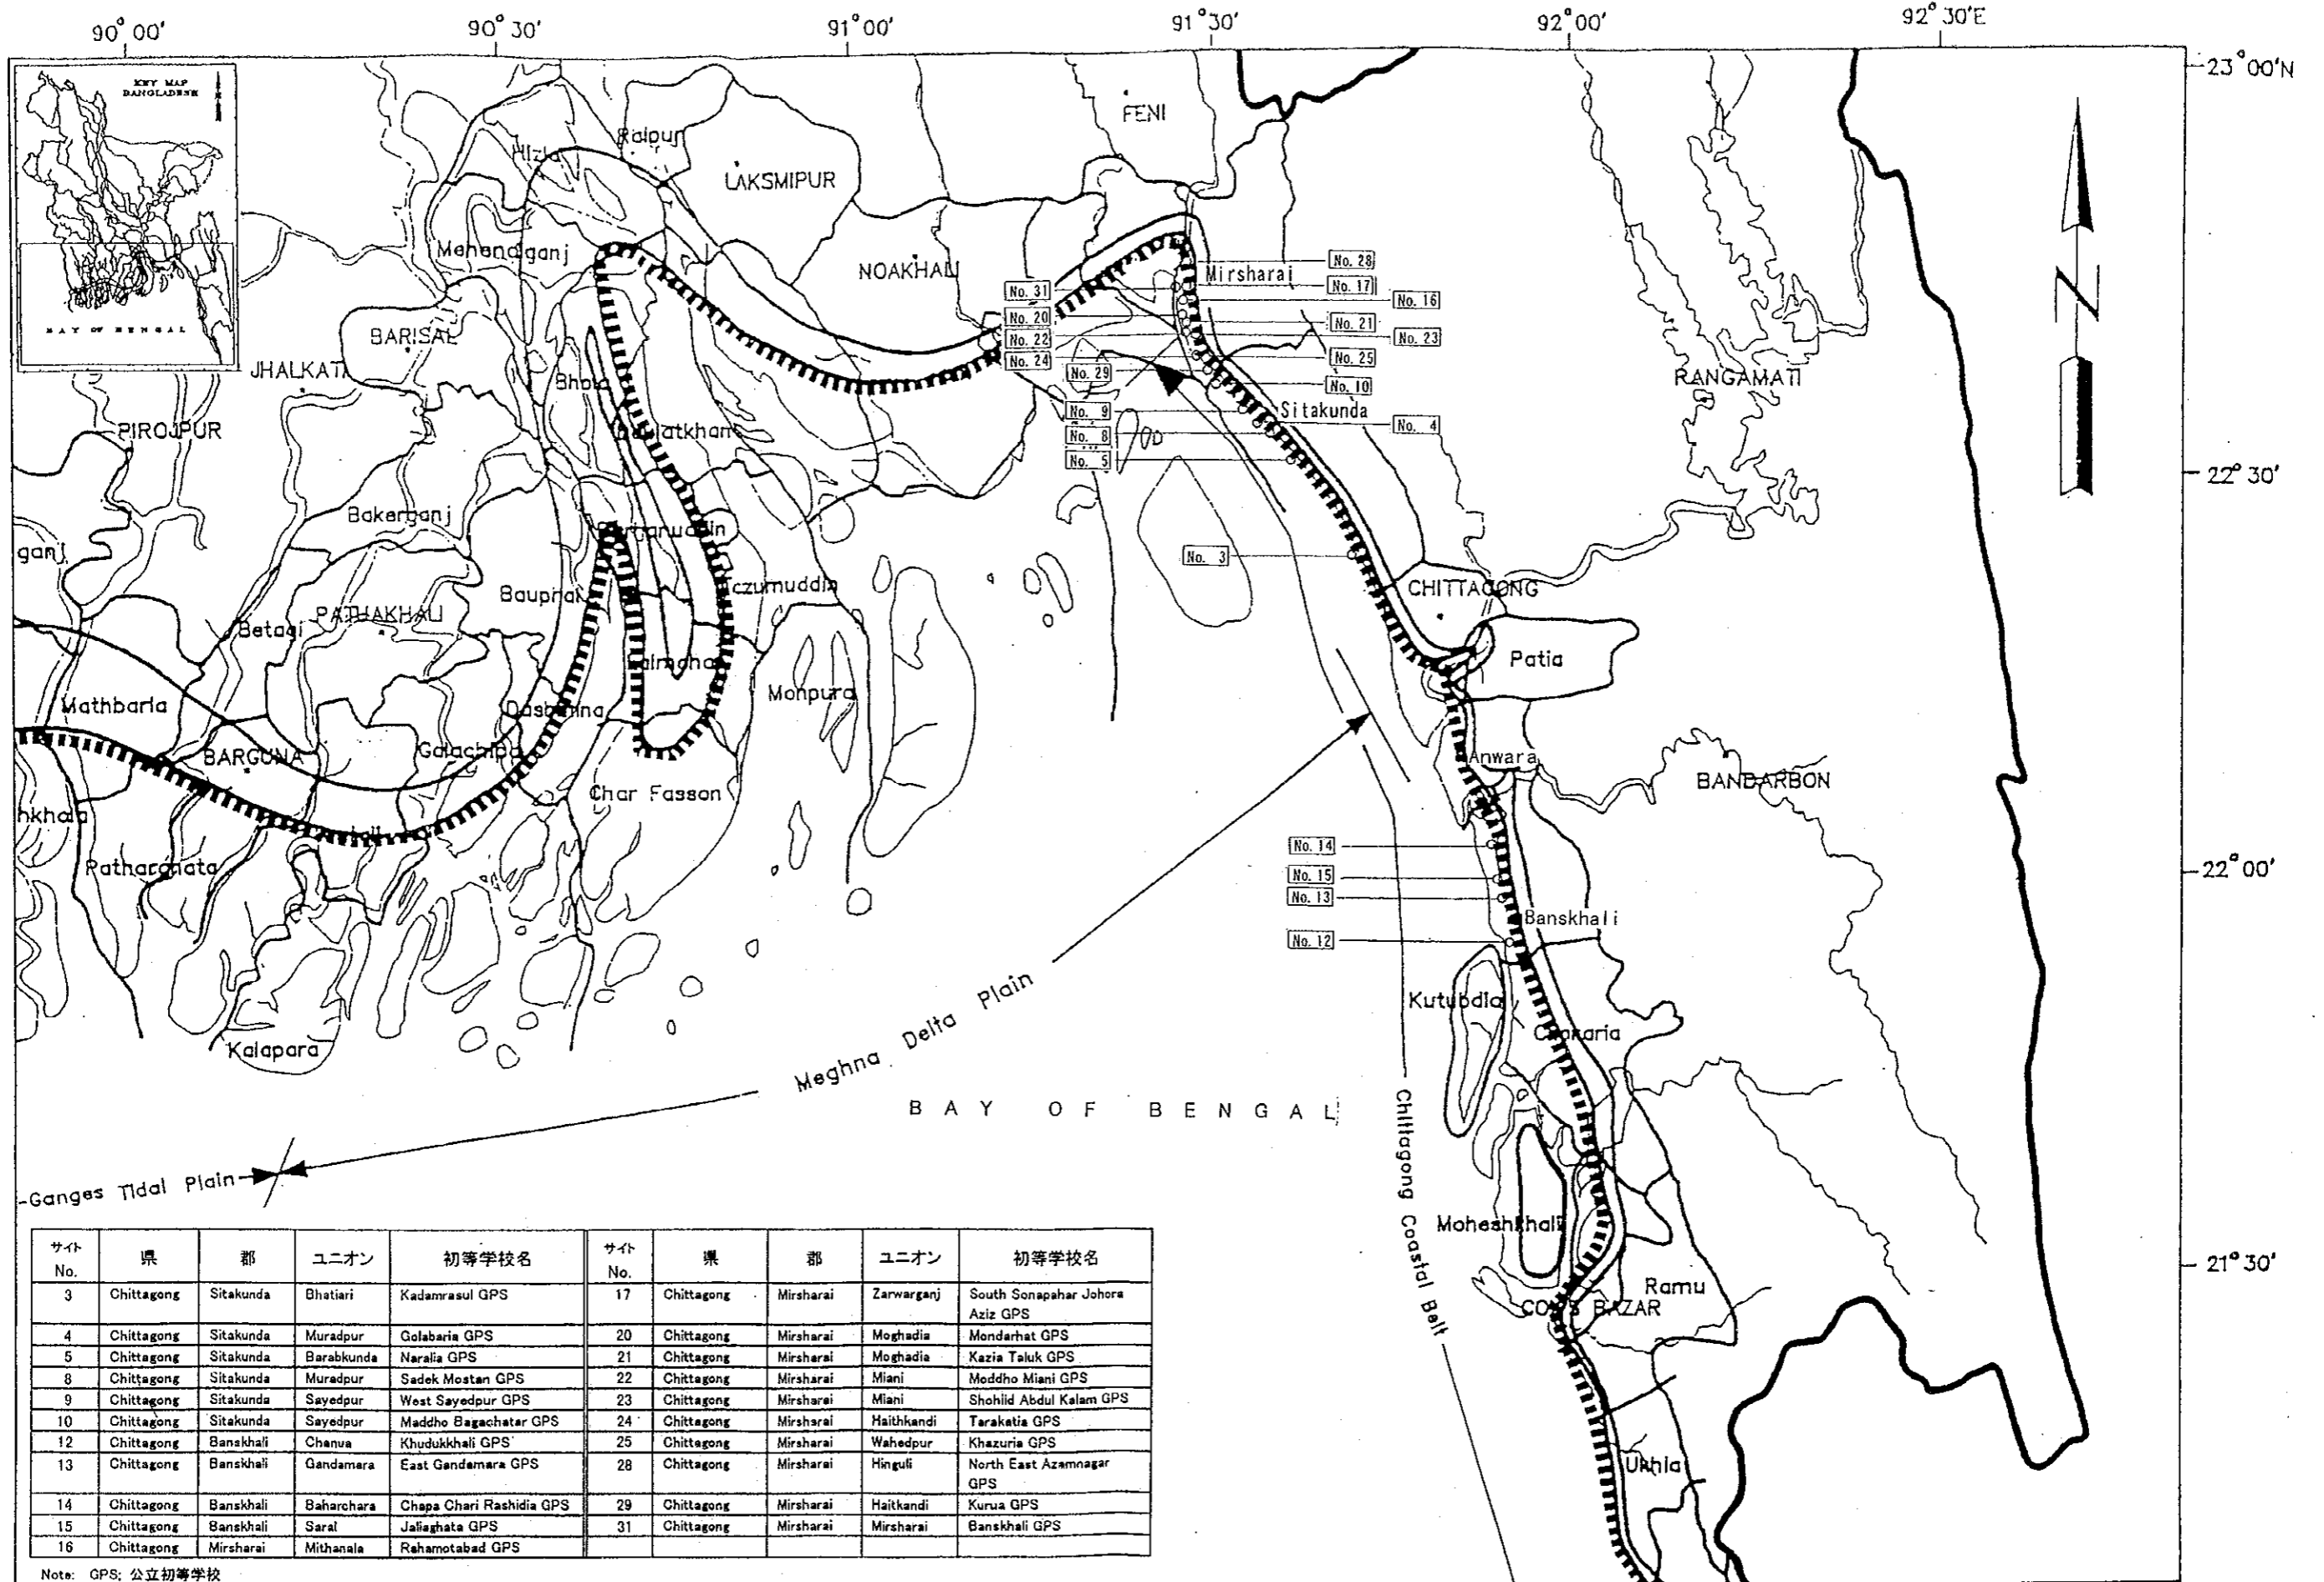 90°00'
90°30'
91°00'
91°30'
92°00'
92°30'E
23°00'N
KEY MAP
BANGLADESH
BAY OF BENGAL
FENI
Raipur
Hizla
LAKSMIPUR
Mehendiganj
NOAKHALI
Mirsharai
No. 28
No. 17
No. 31
No. 16
No. 20
No. 21
No. 22
No. 23
No. 24
No. 25
No. 29
No. 10
BARISAL
JHALKATI
Bhola
RANGAMATI
No. 9
Sitakunda
No. 4
No. 8
No. 5
PIROJPUR
Daulatkhan
22°30'
Bakerganj
ganj
Borhanuddin
No. 3
Bauphal
Tazumuddin
CHITTAGONG
PATUAKHALI
Betagi
Lalmohan
Patia
Monpura
Mathbaria
Dashmina
BARGUNA
Galachipa
Anwara
BANDARBON
Char Fasson
hkhola
No. 14
Patharghata
22°00'
No. 15
No. 13
Banskhali
No. 12
Kutubdia
Meghna Delta Plain
Chakaria
Kalapara
BAY OF BENGAL
Chittagong Coastal Belt
Ganges Tidal Plain
Moheshkhali
21°30'
Ramu
COX'S BAZAR
Ukhia
サイトNo. 県 郡 ユニオン 初等学校名 サイトNo. 県 郡 ユニオン 初等学校名
3 Chittagong Sitakunda Bhatiari Kadamrasul GPS 17 Chittagong Mirsharai Zarwarganj South Sonapahar Johora Aziz GPS
4 Chittagong Sitakunda Muradpur Golabaria GPS 20 Chittagong Mirsharai Moghadia Mondarhat GPS
5 Chittagong Sitakunda Barabkunda Naralia GPS 21 Chittagong Mirsharai Moghadia Kazia Taluk GPS
8 Chittagong Sitakunda Muradpur Sadek Mostan GPS 22 Chittagong Mirsharai Miani Moddho Miani GPS
9 Chittagong Sitakunda Sayedpur West Sayedpur GPS 23 Chittagong Mirsharai Miani Shohiid Abdul Kalam GPS
10 Chittagong Sitakunda Sayedpur Maddho Bagachatar GPS 24 Chittagong Mirsharai Haithkandi Tarakatia GPS
12 Chittagong Banskhali Chanua Khudukkhali GPS 25 Chittagong Mirsharai Wahedpur Khazuria GPS
13 Chittagong Banskhali Gandamara East Gandamara GPS 28 Chittagong Mirsharai Hinguli North East Azamnagar GPS
14 Chittagong Banskhali Baharchara Chapa Chari Rashidia GPS 29 Chittagong Mirsharai Haitkandi Kurua GPS
15 Chittagong Banskhali Saral Jaliaghata GPS 31 Chittagong Mirsharai Mirsharai Banskhali GPS
16 Chittagong Mirsharai Mithanala Rahamotabad GPS
Note: GPS; 公立初等学校